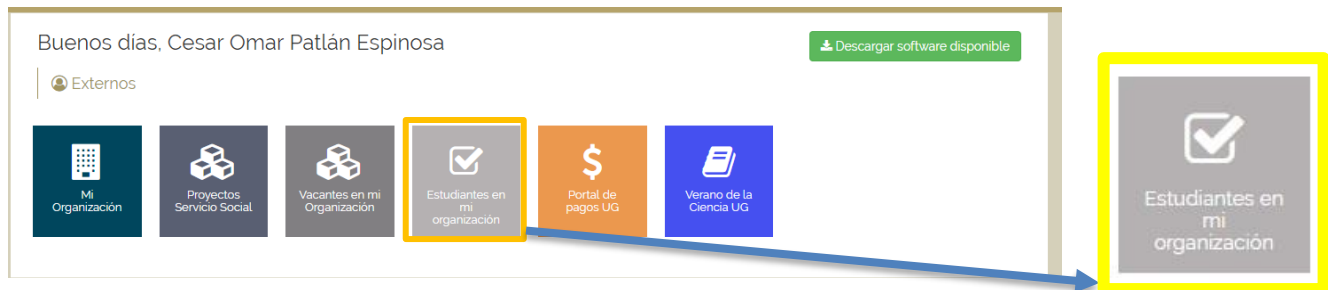 Buenos días, Cesar Omar Patlán Espinosa
Descargar software disponible
Externos
Mi
Organización
Proyectos
Servicio Social
Vacantes en mi
Organización
Estudiantes en
mi
organización
Portal de
pagos UG
Verano de la
Ciencia UG
Estudiantes en
mi
organización